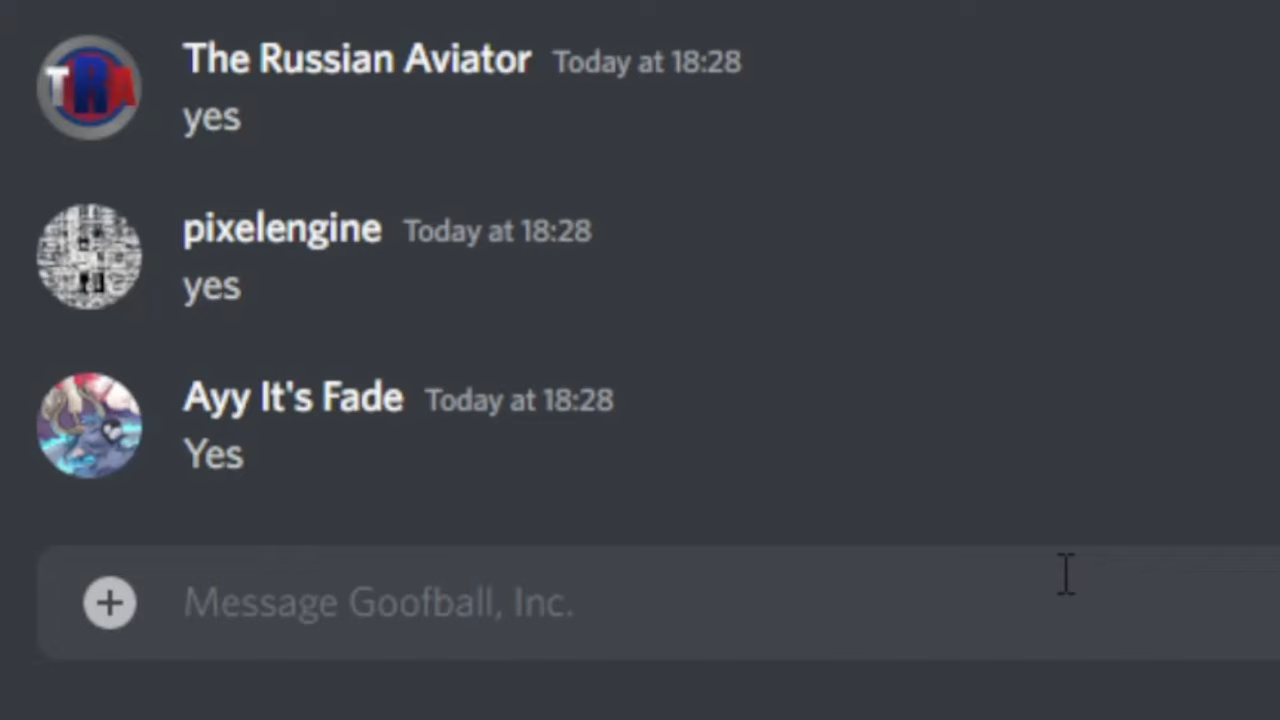 TRA
The Russian Aviator Today at 18:28
yes
pixelengine Today at 18:28
yes
Ayy It's Fade Today at 18:28
Yes
Message Goofball, Inc.